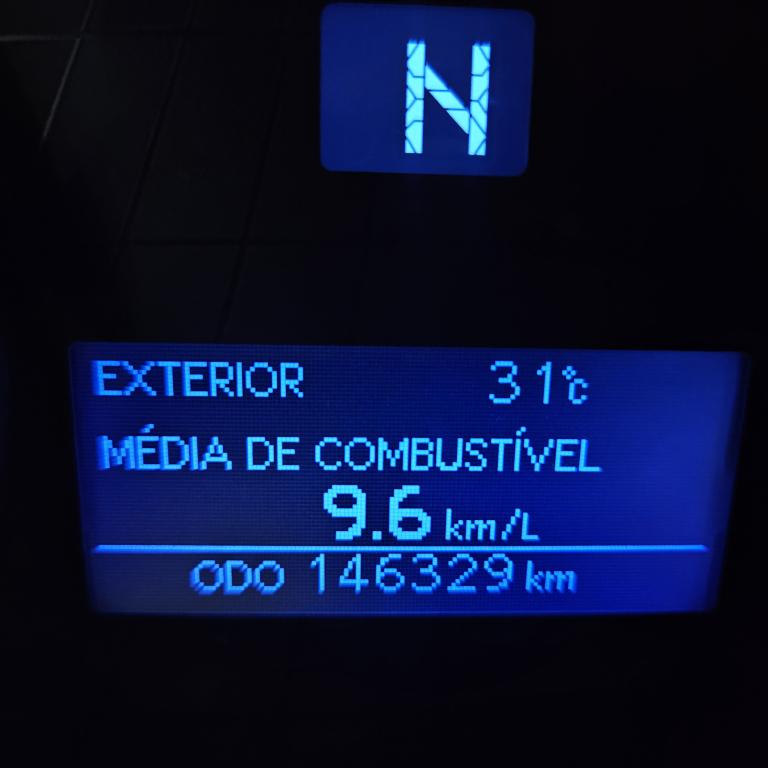 N
EXTERIOR 31°C
MÉDIA DE COMBUSTÍVEL
9.6 km/L
ODO 146329 km